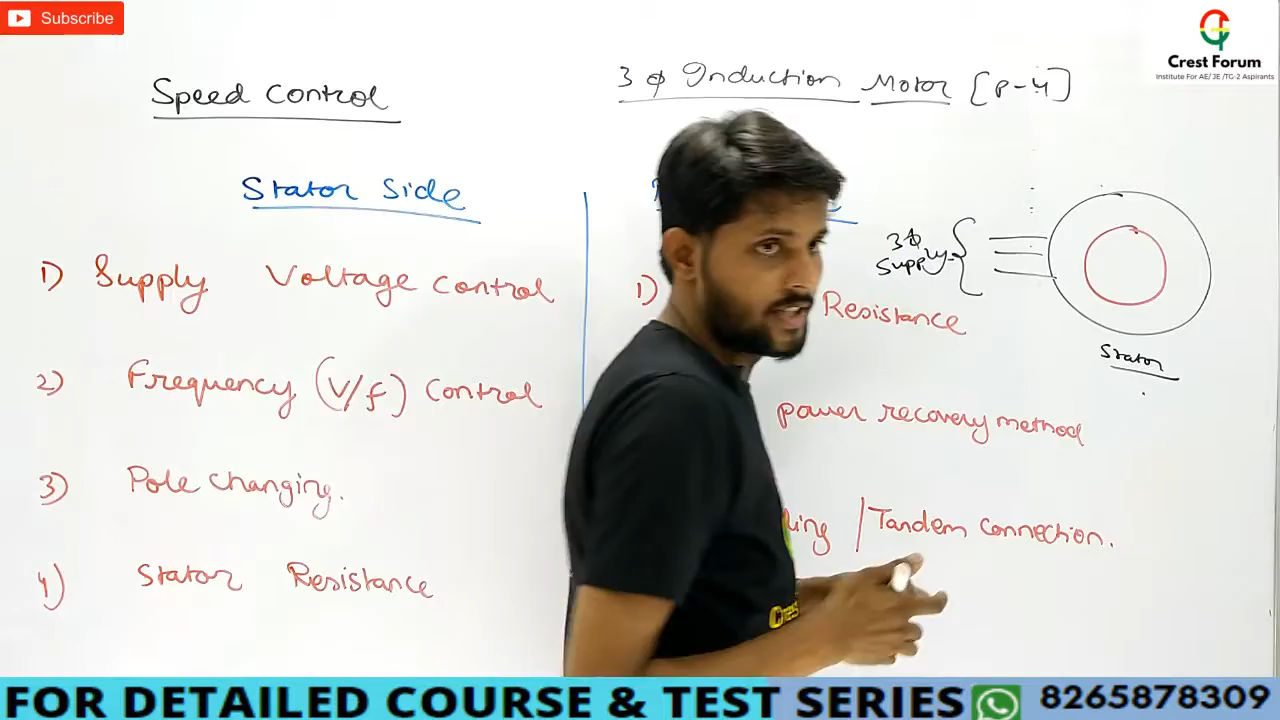 Subscribe
Crest Forum
Institute For AE/ JE /TG-2 Aspirants
Speed Control
3 φ Induction Motor [P-4]
Stator Side
3φ
Supply
1) Supply Voltage Control
1) Resistance
Stator
2) Frequency (V/f) Control
power recovery method
3) Pole Changing.
ling / Tandem connection.
4) Stator Resistance
FOR DETAILED COURSE & TEST SERIES 8265878309